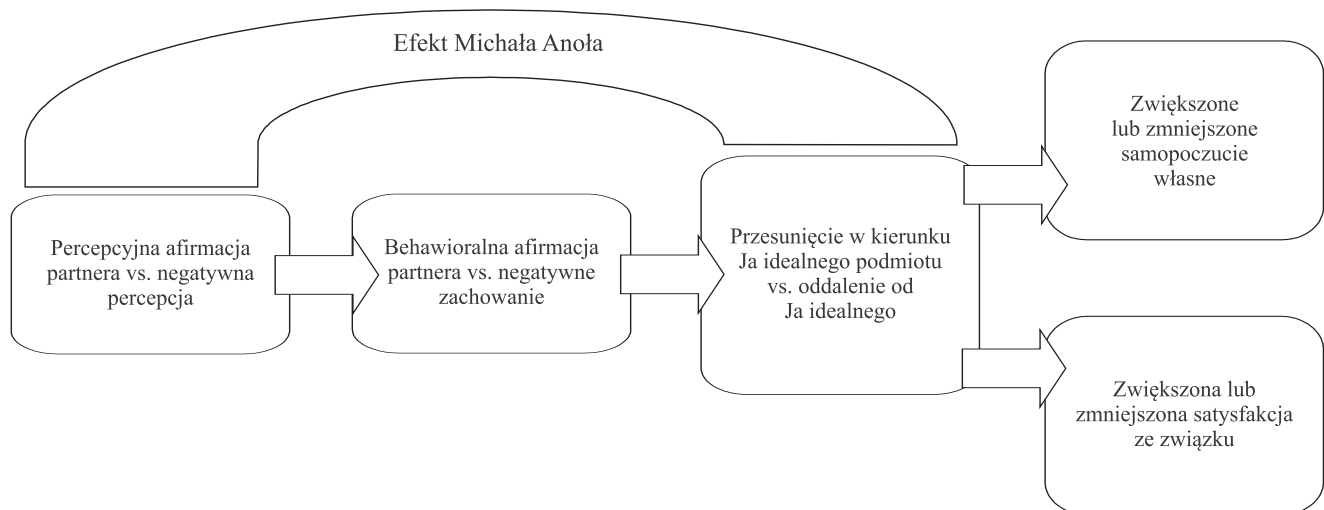 Efekt Michała Anoła
Percepcyjna afirmacja
partnera vs. negatywna
percepcja
Behawioralna afirmacja
partnera vs. negatywne
zachowanie
Przesunięcie w kierunku
Ja idealnego podmiotu
vs. oddalenie od
Ja idealnego
Zwiększone
lub zmniejszone
samopoczucie
własne
Zwiększona lub
zmniejszona satysfakcja
ze związku